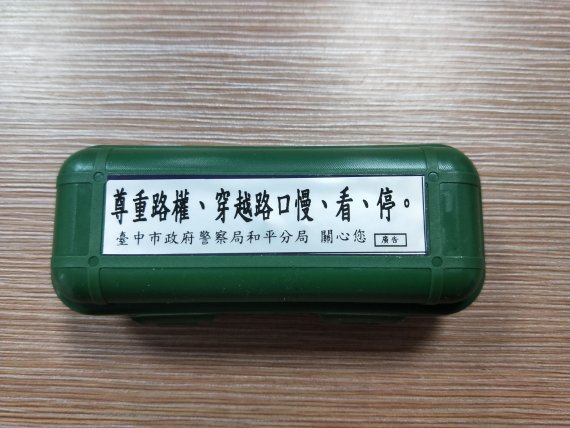 尊重路權、穿越路口慢、看、停。
臺中市政府警察局和平分局 關心您 廣告